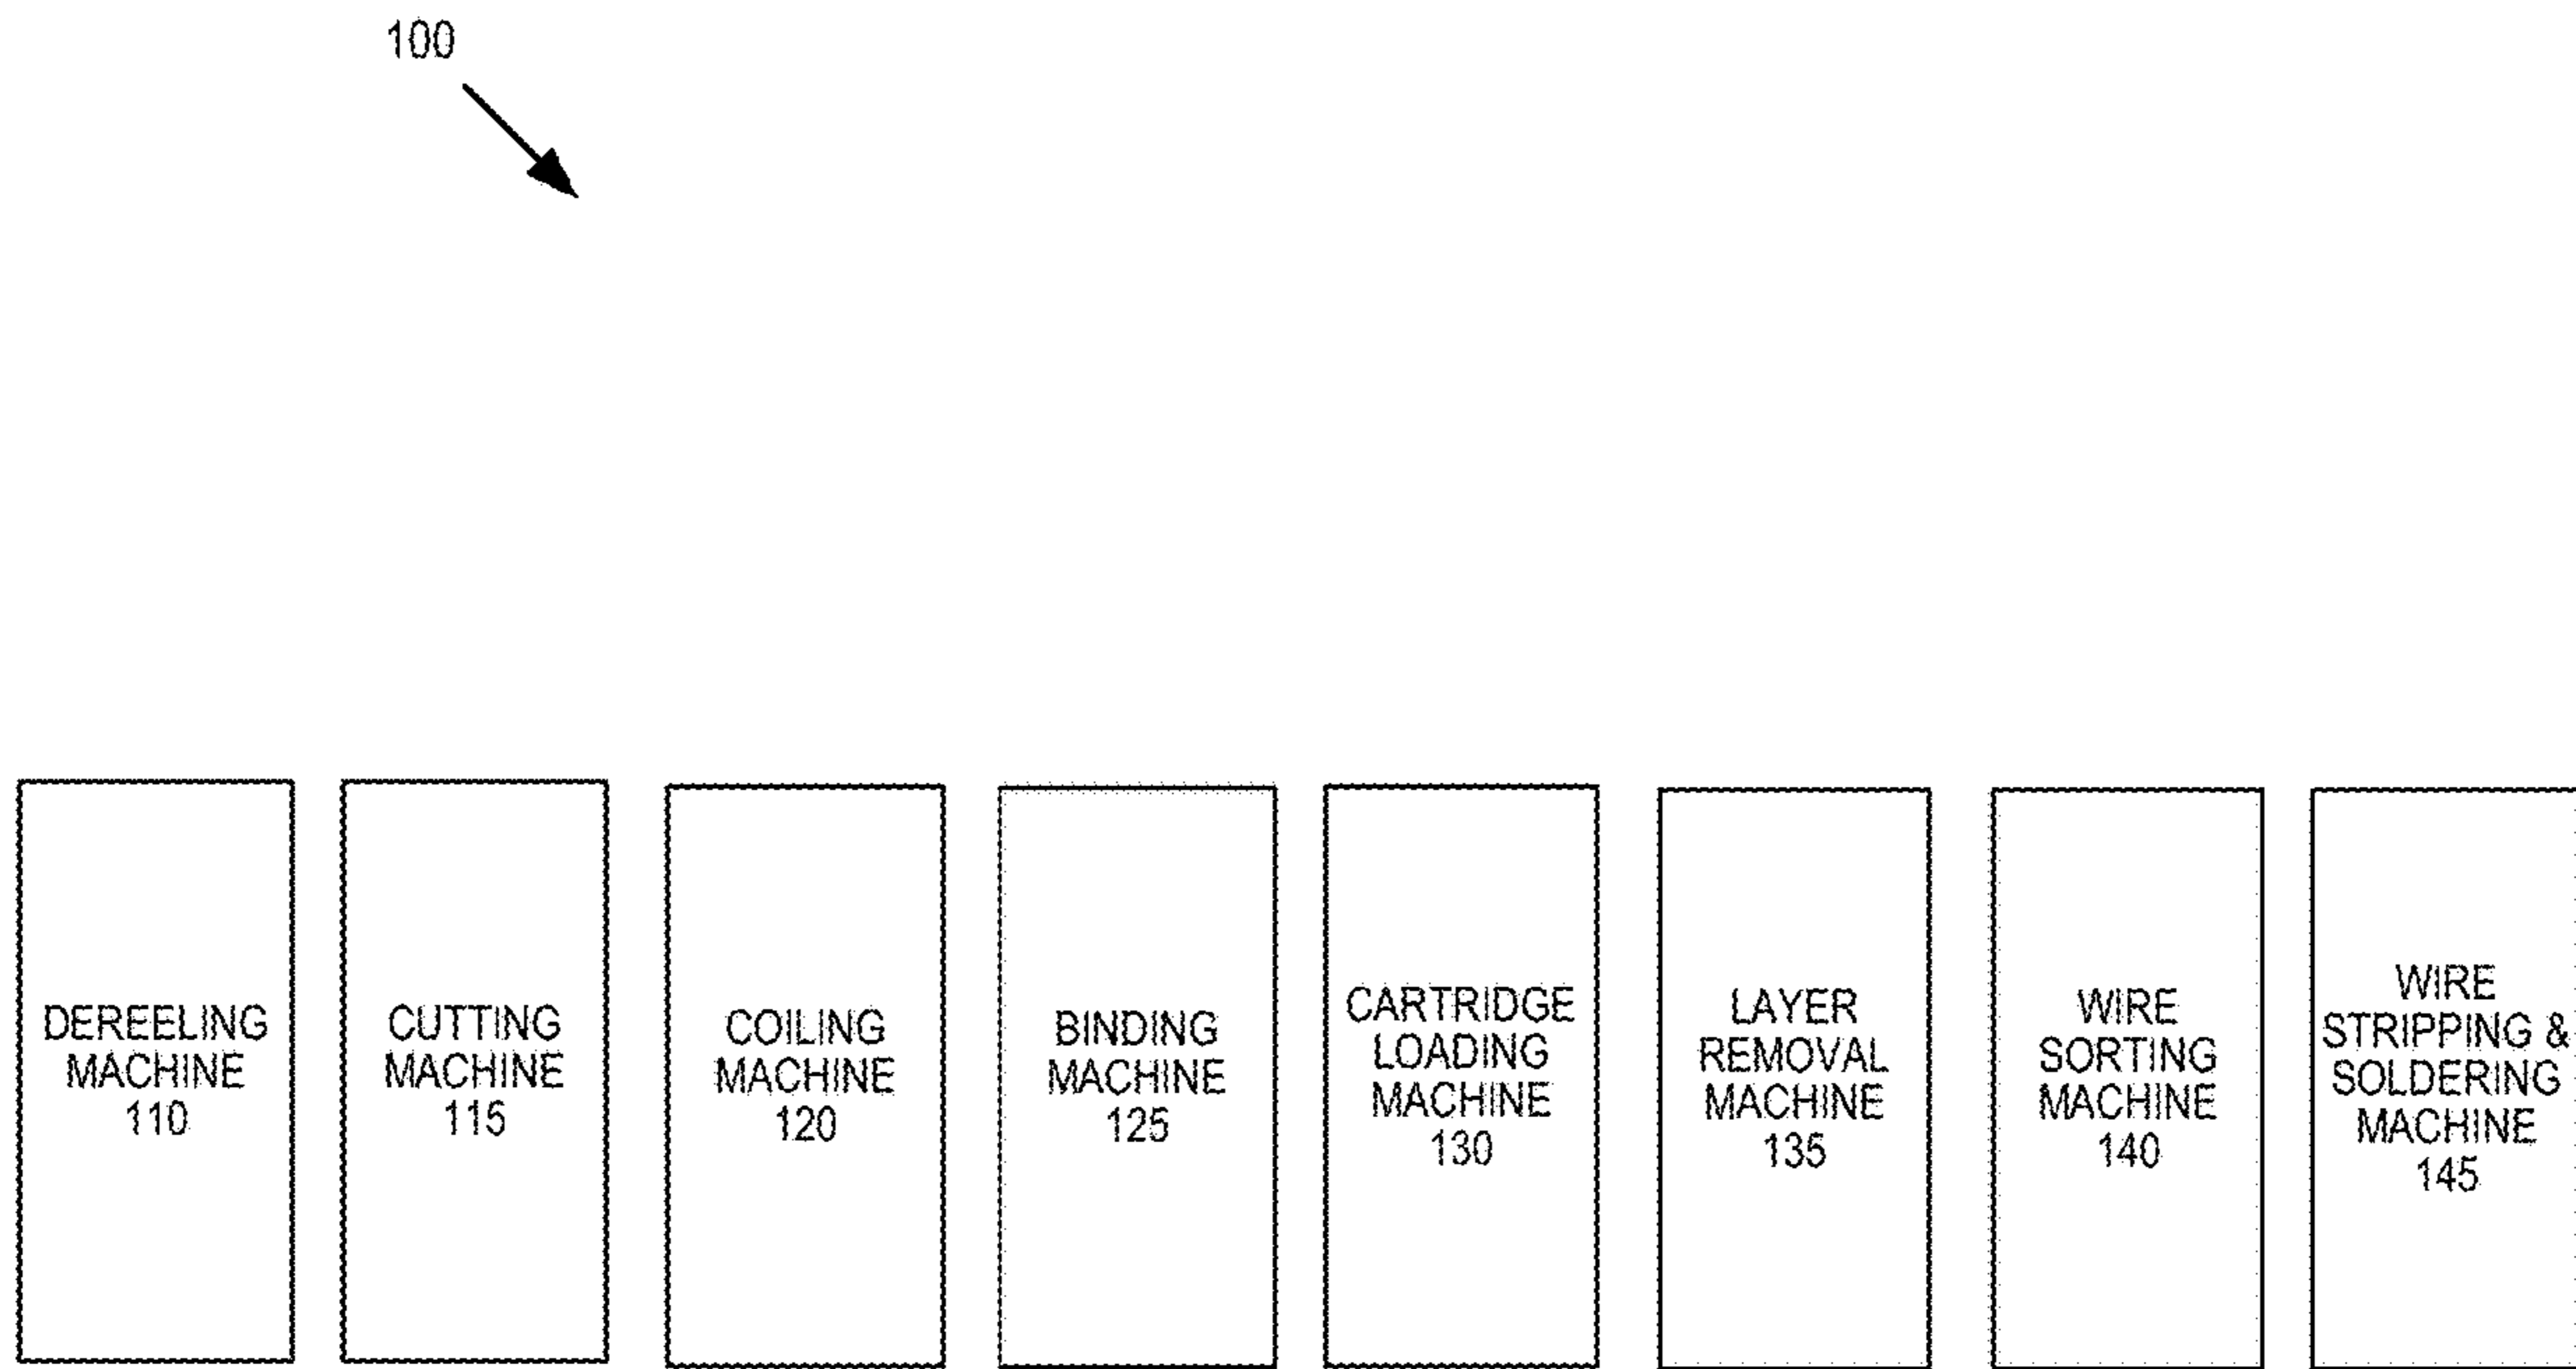 100
DEREELING
MACHINE
110
CUTTING
MACHINE
115
COILING
MACHINE
120
BINDING
MACHINE
125
CARTRIDGE
LOADING
MACHINE
130
LAYER
REMOVAL
MACHINE
135
WIRE
SORTING
MACHINE
140
WIRE
STRIPPING &
SOLDERING
MACHINE
145